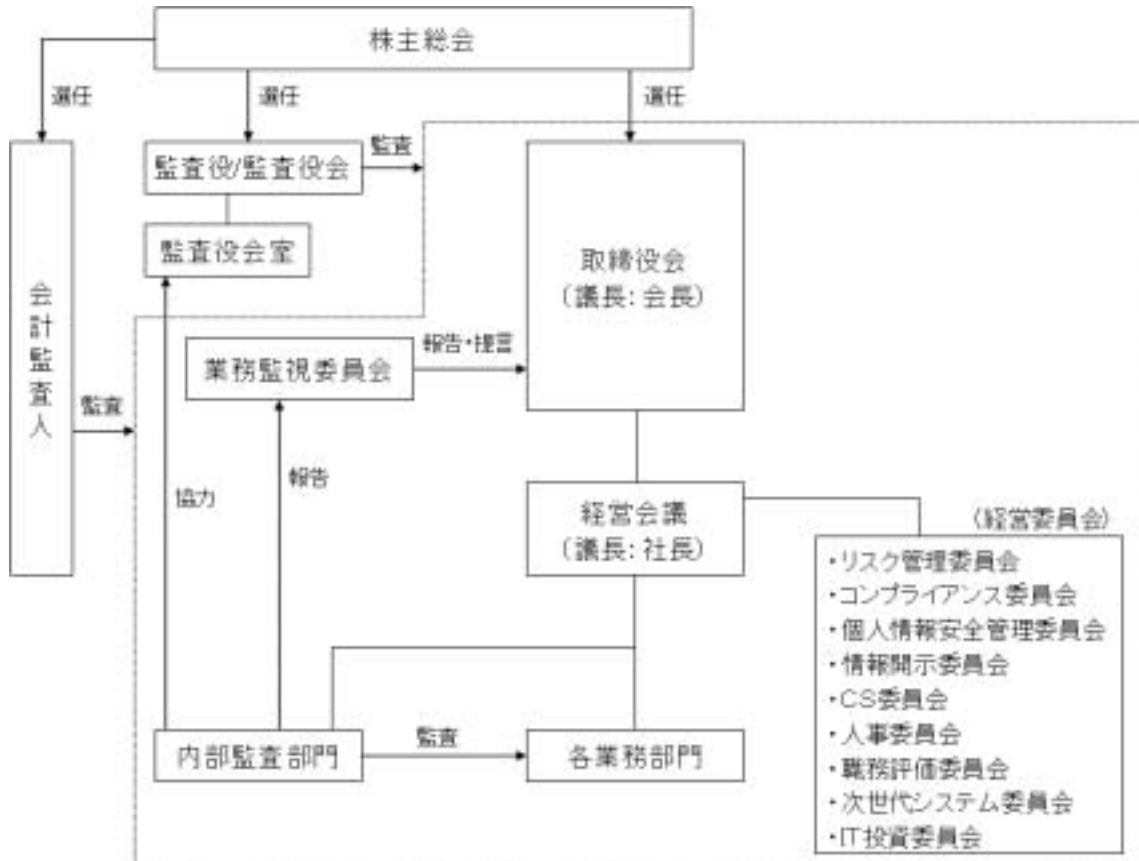 株主総会
選任
選任
選任
監査役/監査役会
監査
監査役会室
取締役会
(議長:会長)
会計監査人
業務監視委員会
報告・提言
監査
協力
報告
経営会議
(議長:社長)
(経営委員会)
・リスク管理委員会
・コンプライアンス委員会
・個人情報安全管理委員会
・情報開示委員会
・CS委員会
・人事委員会
・職務評価委員会
・次世代システム委員会
・IT投資委員会
内部監査部門
監査
各業務部門